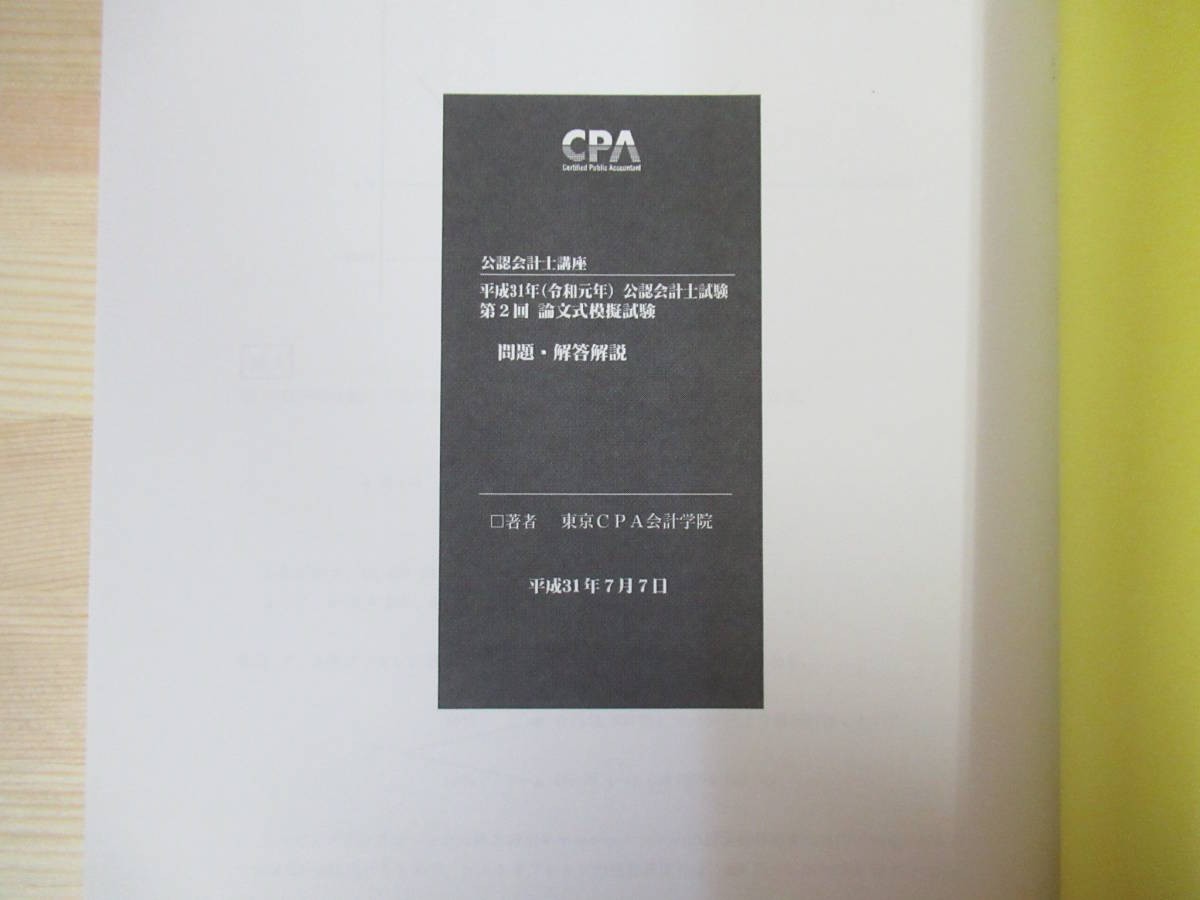 CPA
Certified Public Accountant
公認会計士講座
平成31年(令和元年) 公認会計士試験
第2回 論文式模擬試験
問題・解答解説
□著者 東京CPA会計学院
平成31年7月7日